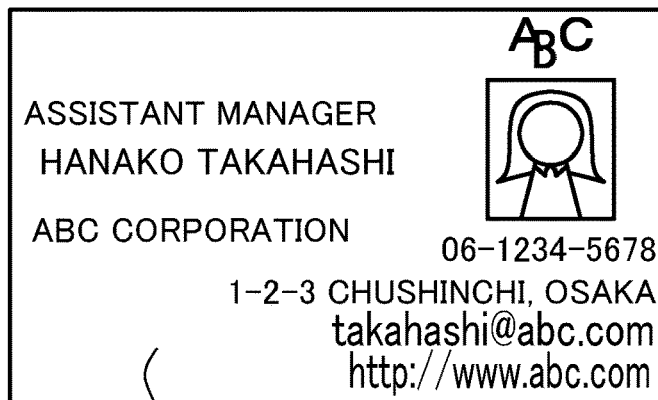 ABC
ASSISTANT MANAGER
HANAKO TAKAHASHI
ABC CORPORATION
06-1234-5678
1-2-3 CHUSHINCHI, OSAKA
takahashi@abc.com
http://www.abc.com